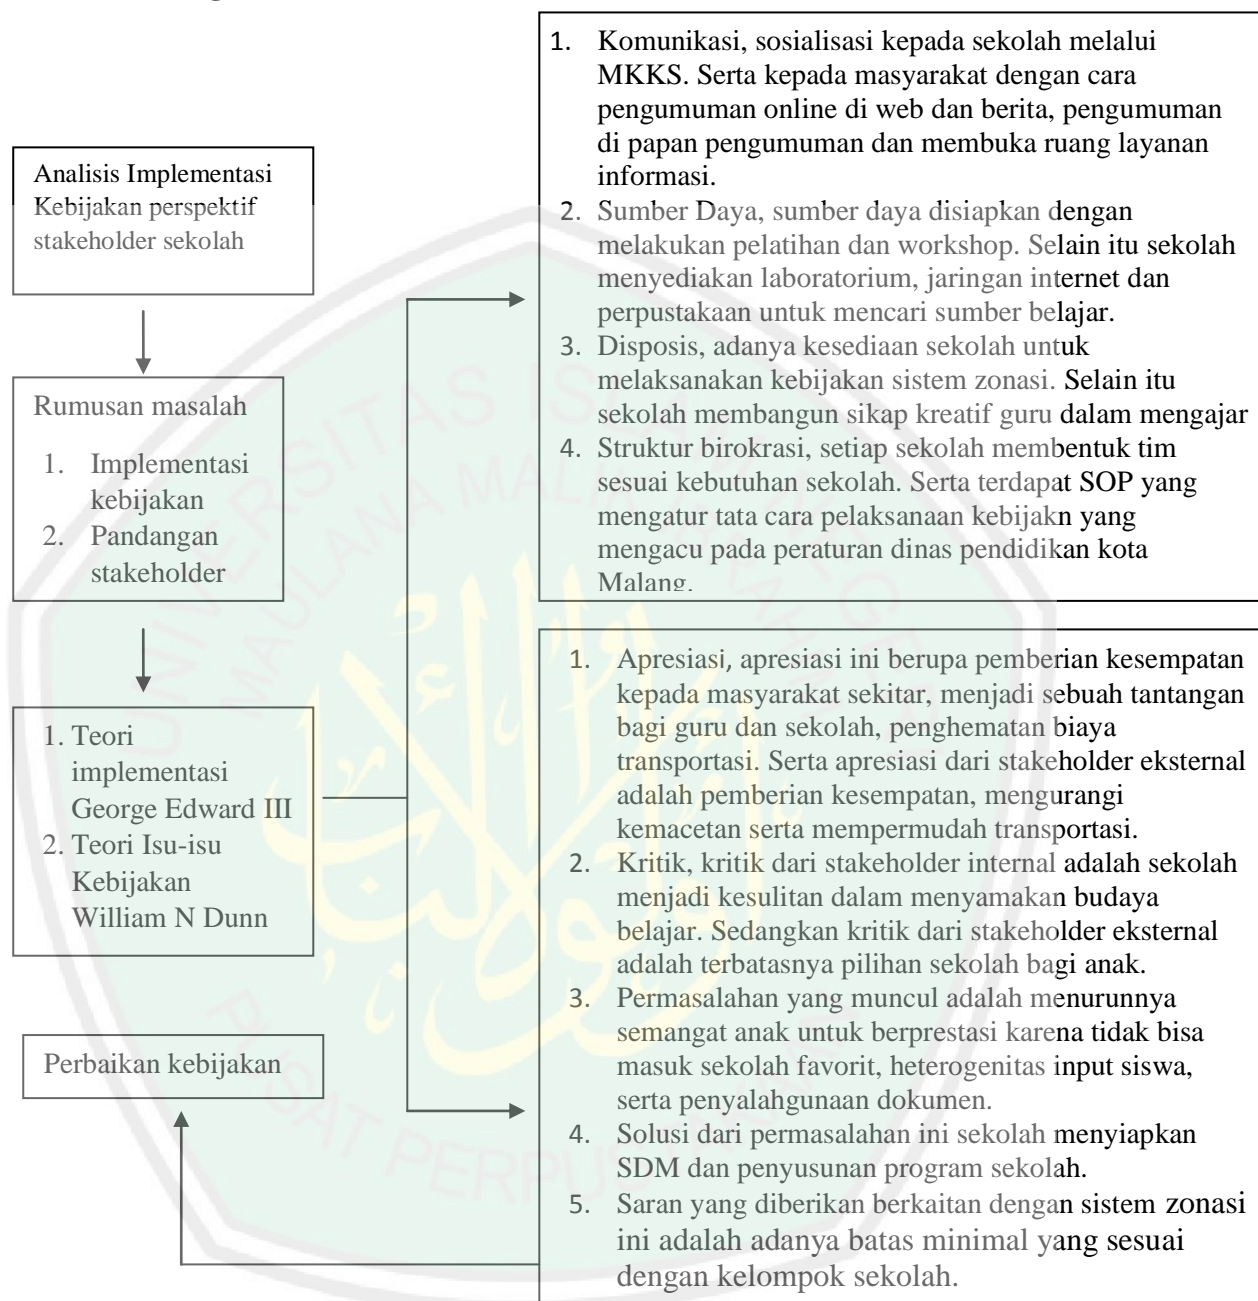 Analisis Implementasi
Kebijakan perspektif
stakeholder sekolah
Rumusan masalah
1. Implementasi
kebijakan
2. Pandangan
stakeholder
1. Teori
implementasi
George Edward III
2. Teori Isu-isu
Kebijakan
William N Dunn
Perbaikan kebijakan
1. Komunikasi, sosialisasi kepada sekolah melalui
MKKS. Serta kepada masyarakat dengan cara
pengumuman online di web dan berita, pengumuman
di papan pengumuman dan membuka ruang layanan
informasi.
2. Sumber Daya, sumber daya disiapkan dengan
melakukan pelatihan dan workshop. Selain itu sekolah
menyediakan laboratorium, jaringan internet dan
perpustakaan untuk mencari sumber belajar.
3. Disposis, adanya kesediaan sekolah untuk
melaksanakan kebijakan sistem zonasi. Selain itu
sekolah membangun sikap kreatif guru dalam mengajar
4. Struktur birokrasi, setiap sekolah membentuk tim
sesuai kebutuhan sekolah. Serta terdapat SOP yang
mengatur tata cara pelaksanaan kebijakn yang
mengacu pada peraturan dinas pendidikan kota
Malang.
1. Apresiasi, apresiasi ini berupa pemberian kesempatan
kepada masyarakat sekitar, menjadi sebuah tantangan
bagi guru dan sekolah, penghematan biaya
transportasi. Serta apresiasi dari stakeholder eksternal
adalah pemberian kesempatan, mengurangi
kemacetan serta mempermudah transportasi.
2. Kritik, kritik dari stakeholder internal adalah sekolah
menjadi kesulitan dalam menyamakan budaya
belajar. Sedangkan kritik dari stakeholder eksternal
adalah terbatasnya pilihan sekolah bagi anak.
3. Permasalahan yang muncul adalah menurunnya
semangat anak untuk berprestasi karena tidak bisa
masuk sekolah favorit, heterogenitas input siswa,
serta penyalahgunaan dokumen.
4. Solusi dari permasalahan ini sekolah menyiapkan
SDM dan penyusunan program sekolah.
5. Saran yang diberikan berkaitan dengan sistem zonasi
ini adalah adanya batas minimal yang sesuai
dengan kelompok sekolah.